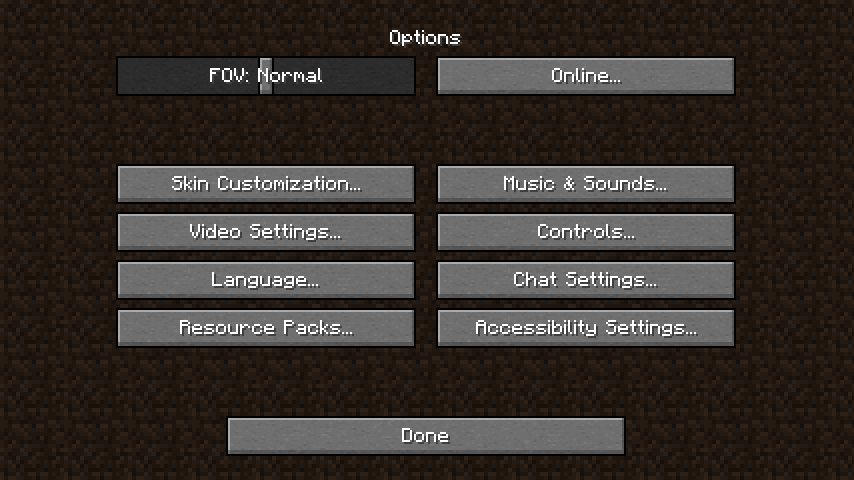 Options
FOV: Normal
Online...
Skin Customization...
Music & Sounds...
Video Settings...
Controls...
Language...
Chat Settings...
Resource Packs...
Accessibility Settings...
Done